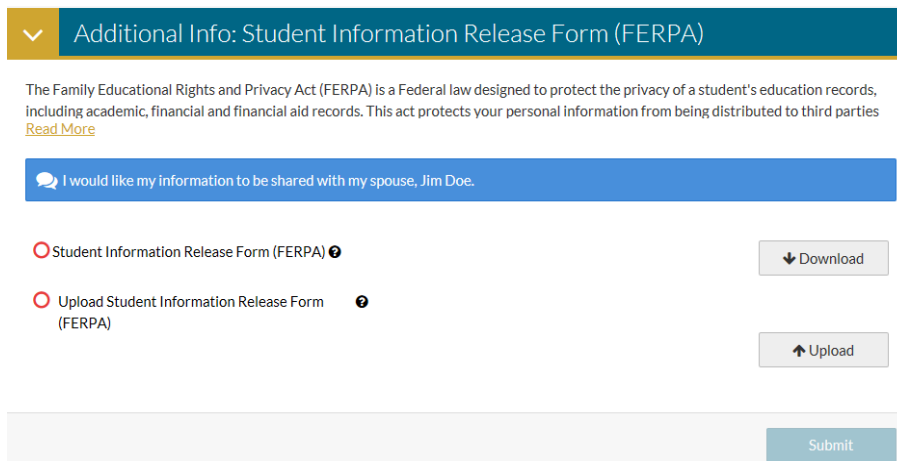 Additional Info: Student Information Release Form (FERPA)
The Family Educational Rights and Privacy Act (FERPA) is a Federal law designed to protect the privacy of a student's education records,
including academic, financial and financial aid records. This act protects your personal information from being distributed to third parties
Read More
I would like my information to be shared with my spouse, Jim Doe.
Student Information Release Form (FERPA)
Download
Upload Student Information Release Form
(FERPA)
Upload
Submit